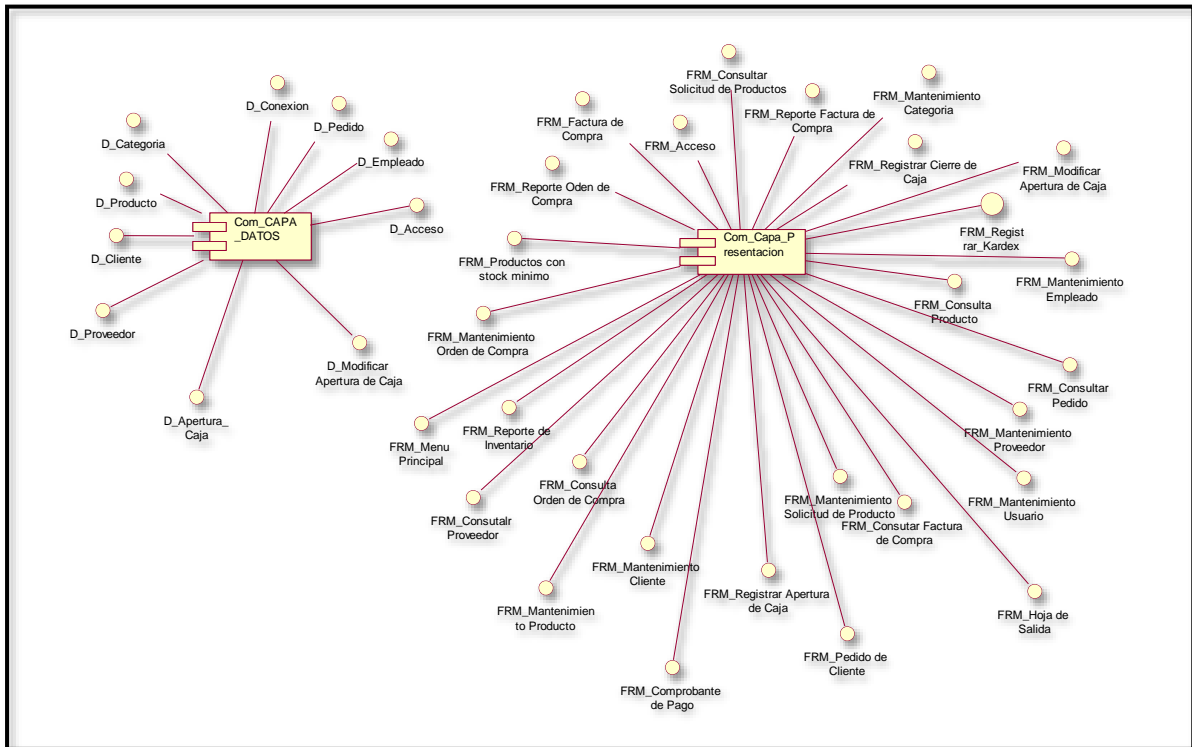 FRM_Consultar
Solicitud de Productos
FRM_Mantenimiento
Categoria
D_Conexion
FRM_Reporte Factura de
Compra
FRM_Factura de
Compra
D_Pedido
D_Categoria
FRM_Acceso
D_Empleado
FRM_Registrar Cierre de
Caja
FRM_Modificar
Apertura de Caja
FRM_Reporte Oden de
Compra
D_Producto
Com_CAPA
_DATOS
D_Acceso
Com_Capa_P
resentacion
FRM_Regist
rar_Kardex
D_Cliente
FRM_Productos con
stock minimo
FRM_Mantenimiento
Empleado
FRM_Consulta
Producto
D_Proveedor
FRM_Mantenimiento
Orden de Compra
D_Modificar
Apertura de Caja
FRM_Consultar
Pedido
D_Apertura_
Caja
FRM_Menu
Principal
FRM_Reporte de
Inventario
FRM_Mantenimiento
Proveedor
FRM_Consulta
Orden de Compra
FRM_Mantenimiento
Solicitud de Producto
FRM_Mantenimiento
Usuario
FRM_Consutalr
Proveedor
FRM_Consutar Factura
de Compra
FRM_Mantenimiento
Cliente
FRM_Registrar Apertura
de Caja
FRM_Mantenimien
to Producto
FRM_Hoja de
Salida
FRM_Pedido de
Cliente
FRM_Comprobante
de Pago